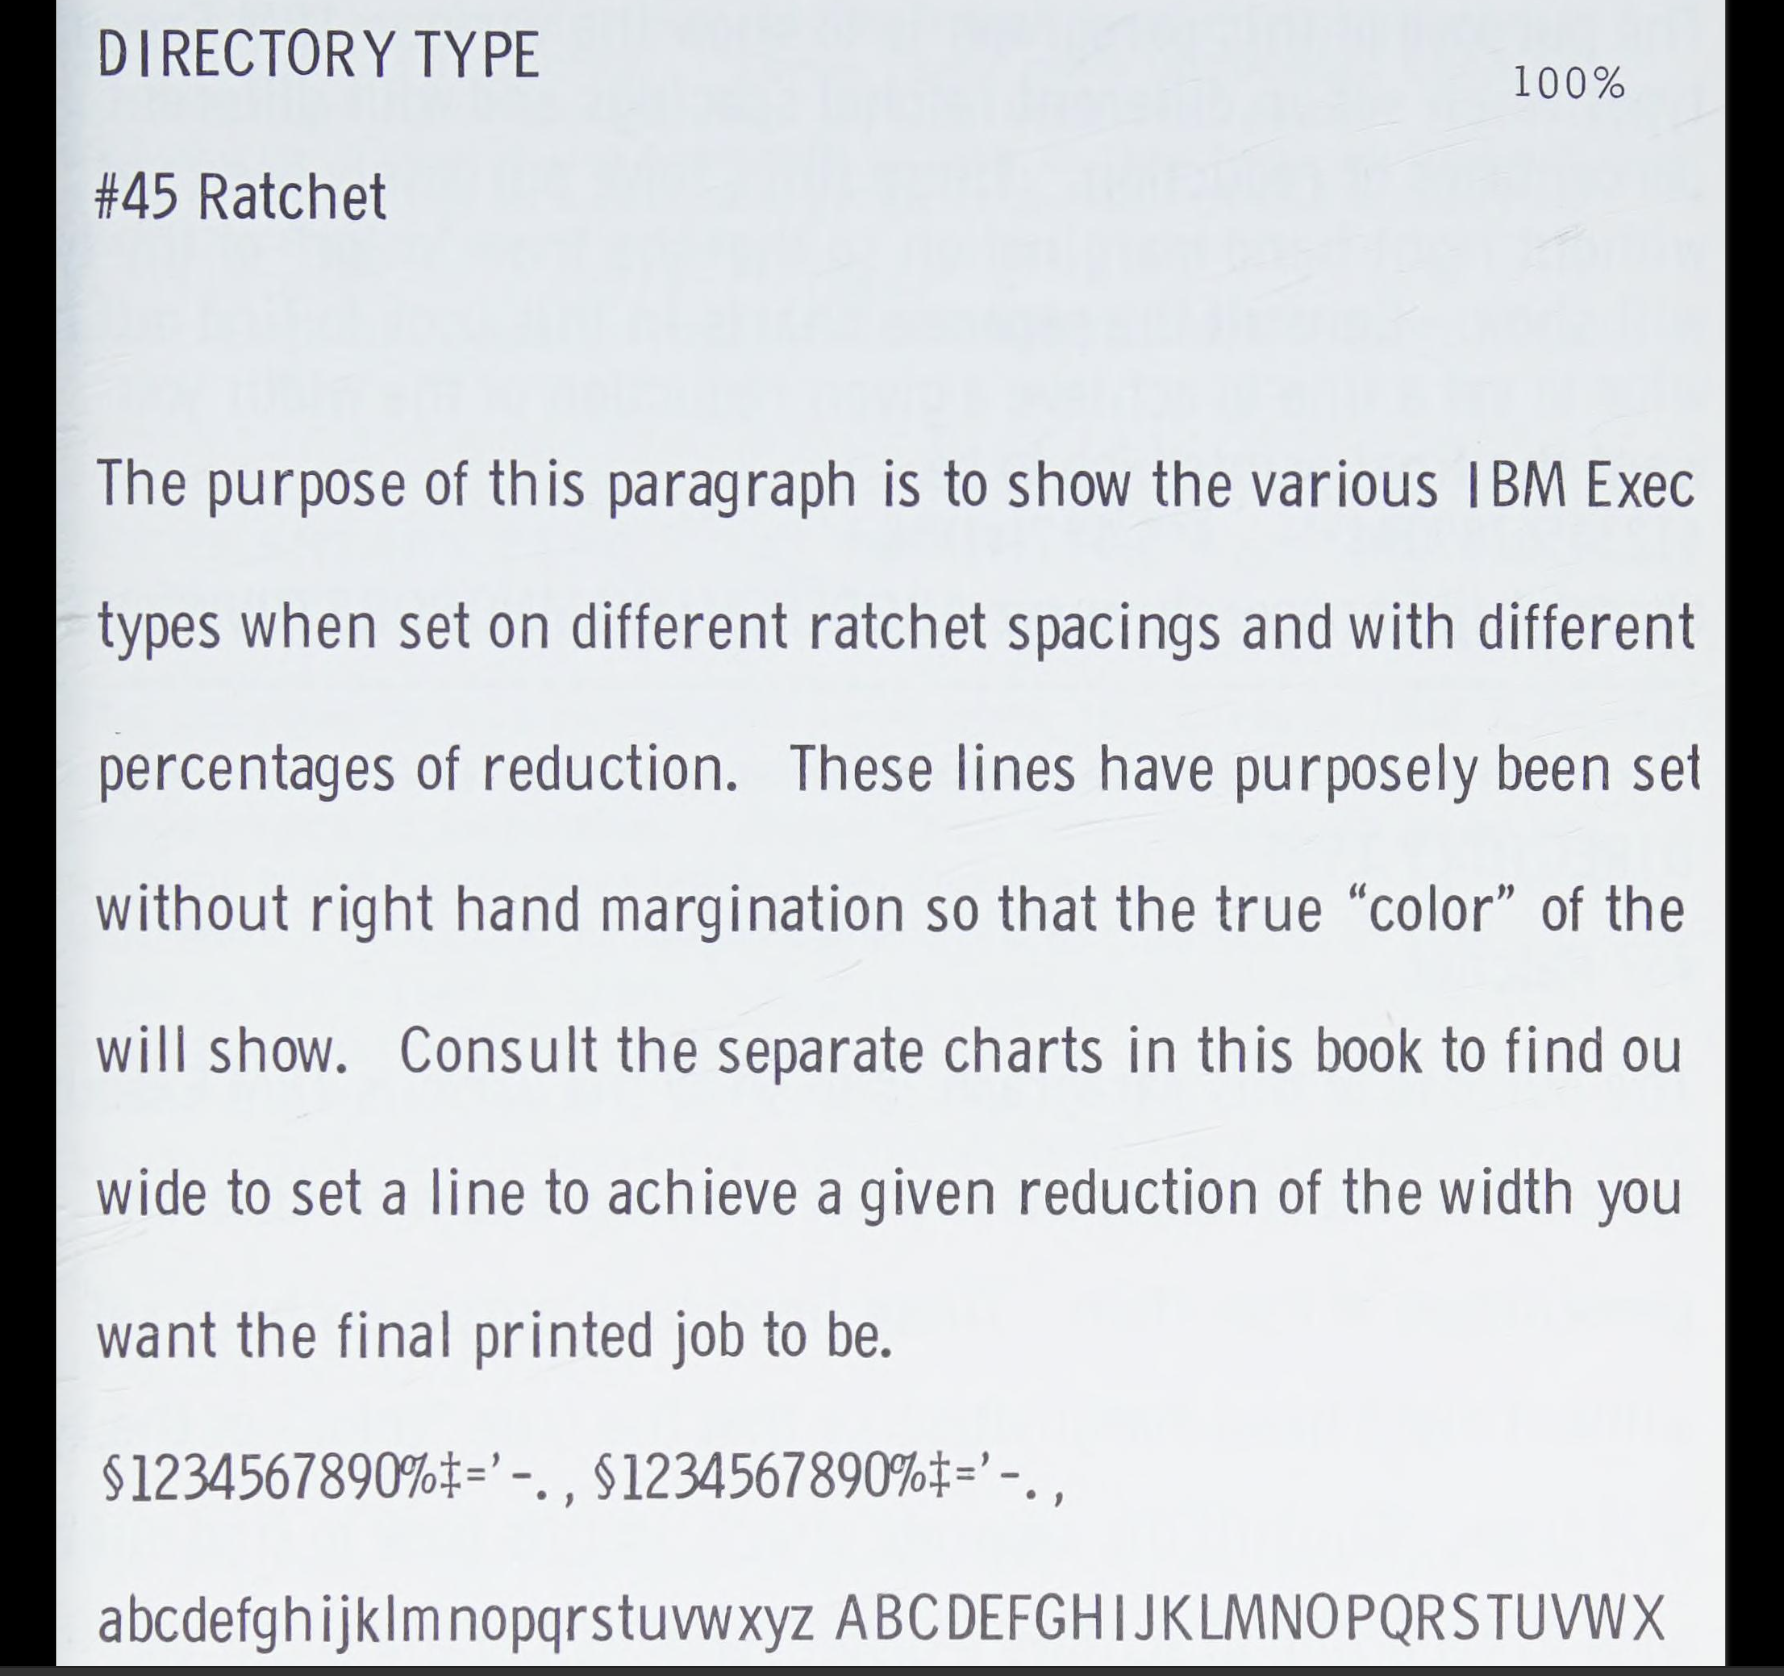 DIRECTORY TYPE
100%
#45 Ratchet
The purpose of this paragraph is to show the various IBM Exec
types when set on different ratchet spacings and with different
percentages of reduction. These lines have purposely been set
without right hand margination so that the true “color” of the
will show. Consult the separate charts in this book to find ou
wide to set a line to achieve a given reduction of the width you
want the final printed job to be.
§1234567890%‡=’-., §1234567890%‡=’-.,
abcdefghijklmnopqrstuvwxyz ABCDEFGHIJKLMNOPQRSTUVWX